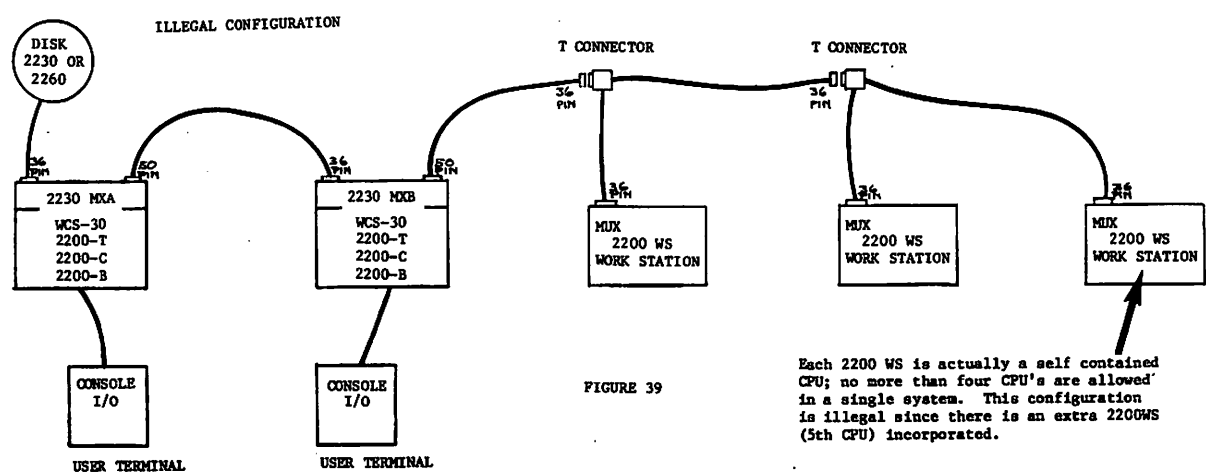 ILLEGAL CONFIGURATION
DISK
2230 OR
2260
T CONNECTOR
T CONNECTOR
36
PIN
36
PIN
36
PIN
50
PIN
36
PIN
50
PIN
2230 MXA
WCS-30
2200-T
2200-C
2200-B
2230 MXB
WCS-30
2200-T
2200-C
2200-B
36
PIN
MUX
2200 WS
WORK STATION
36
PIN
MUX
2200 WS
WORK STATION
36
PIN
MUX
2200 WS
WORK STATION
CONSOLE
I/O
USER TERMINAL
CONSOLE
I/O
USER TERMINAL
FIGURE 39
Each 2200 WS is actually a self contained
CPU; no more than four CPU's are allowed
in a single system. This configuration
is illegal since there is an extra 2200WS
(5th CPU) incorporated.